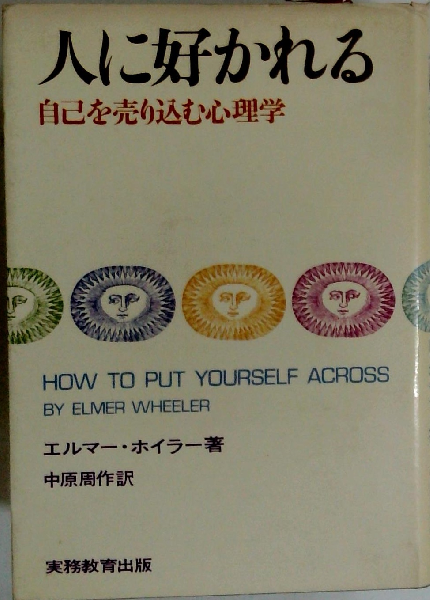 人に好かれる
自己を売り込む心理学
HOW TO PUT YOURSELF ACROSS
BY ELMER WHEELER
エルマー・ホイラー著
中原周作訳
実務教育出版